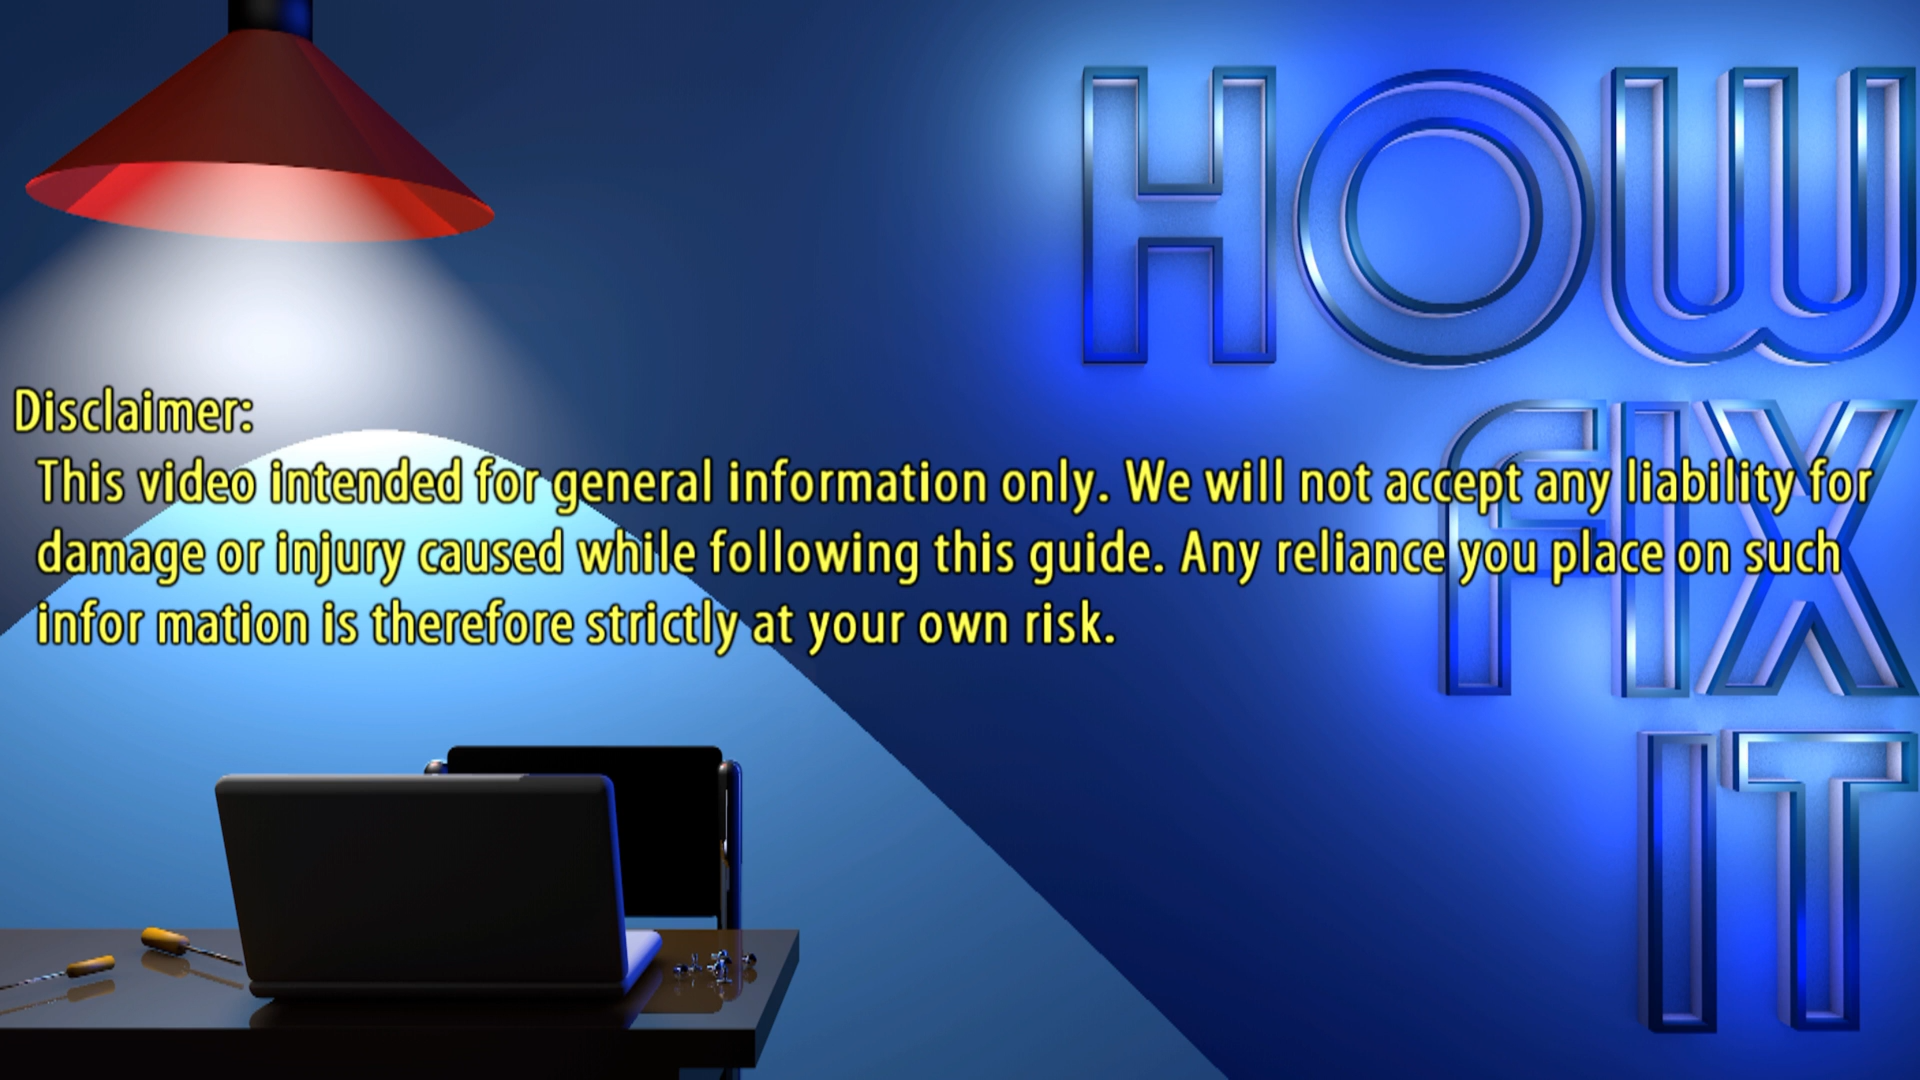 HOW
FIX
IT
Disclaimer:
This video intended for general information only. We will not accept any liability for
damage or injury caused while following this guide. Any reliance you place on such
infor mation is therefore strictly at your own risk.